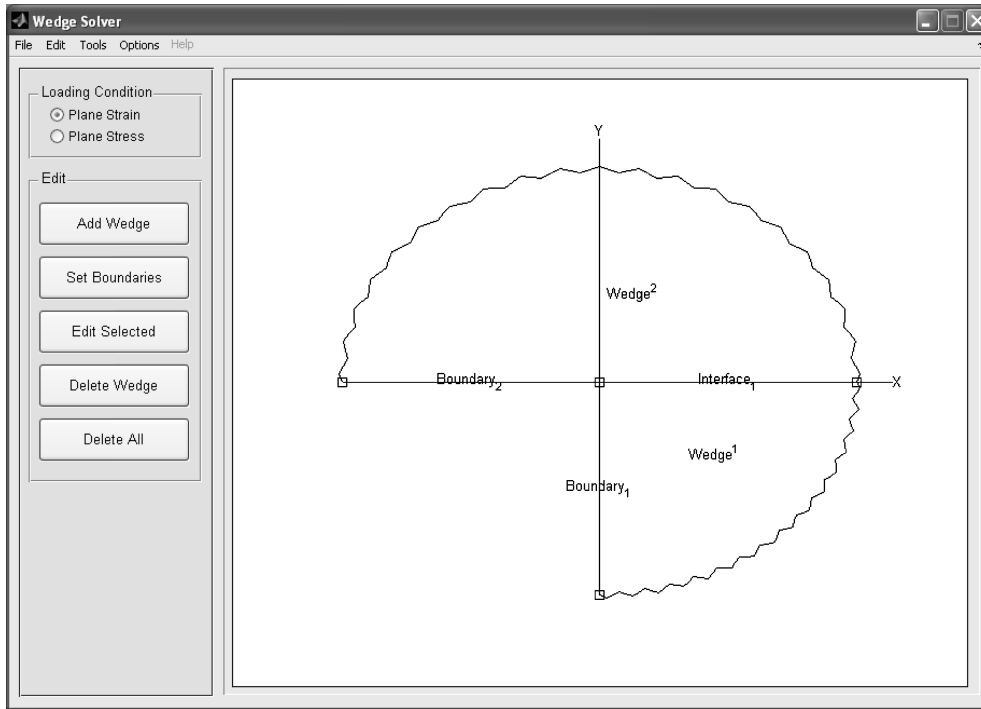 Wedge Solver
File Edit Tools Options Help
Loading Condition
Plane Strain
Plane Stress
Edit
Add Wedge
Set Boundaries
Edit Selected
Delete Wedge
Delete All
Y
Wedge²
Boundary₂
Interface₁
X
Wedge¹
Boundary₁